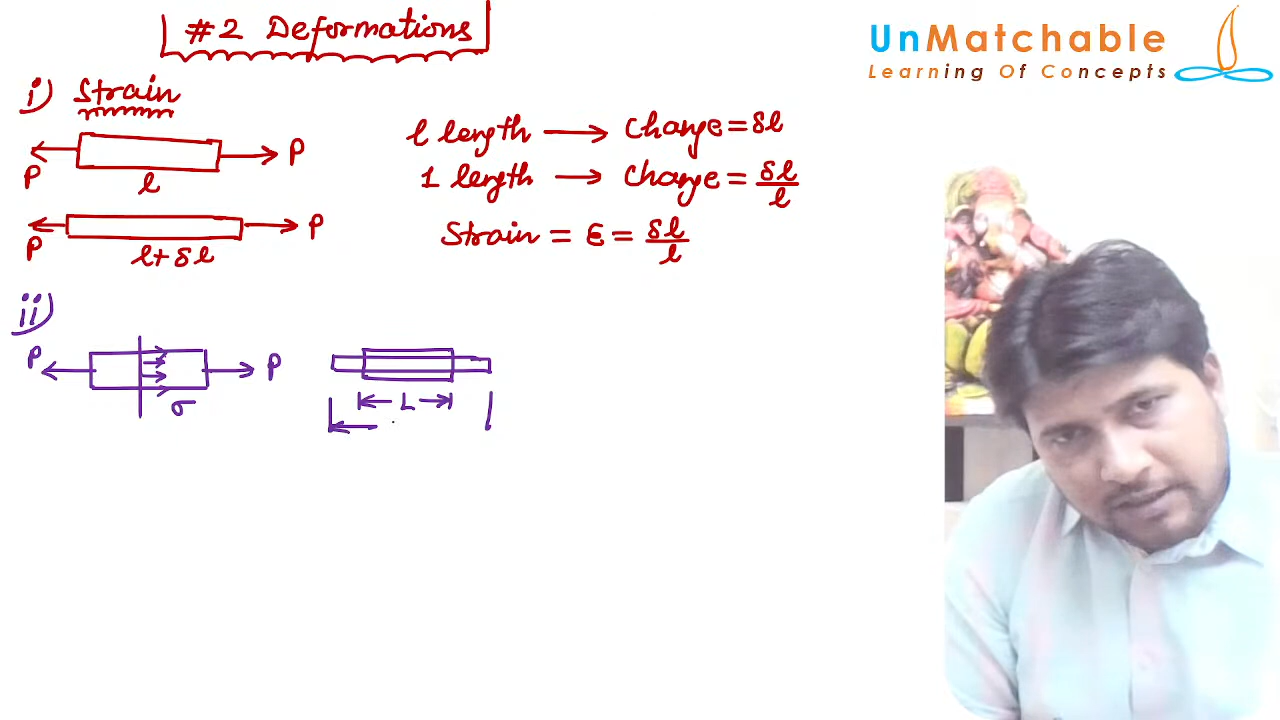 #2 Deformations
UnMatchable
Learning Of Concepts
i) Strain
P P
l
P P
l+δl
l length → Change = δl
1 length → Change = δl/l
Strain = ε = δl/l
ii)
P P
σ
L